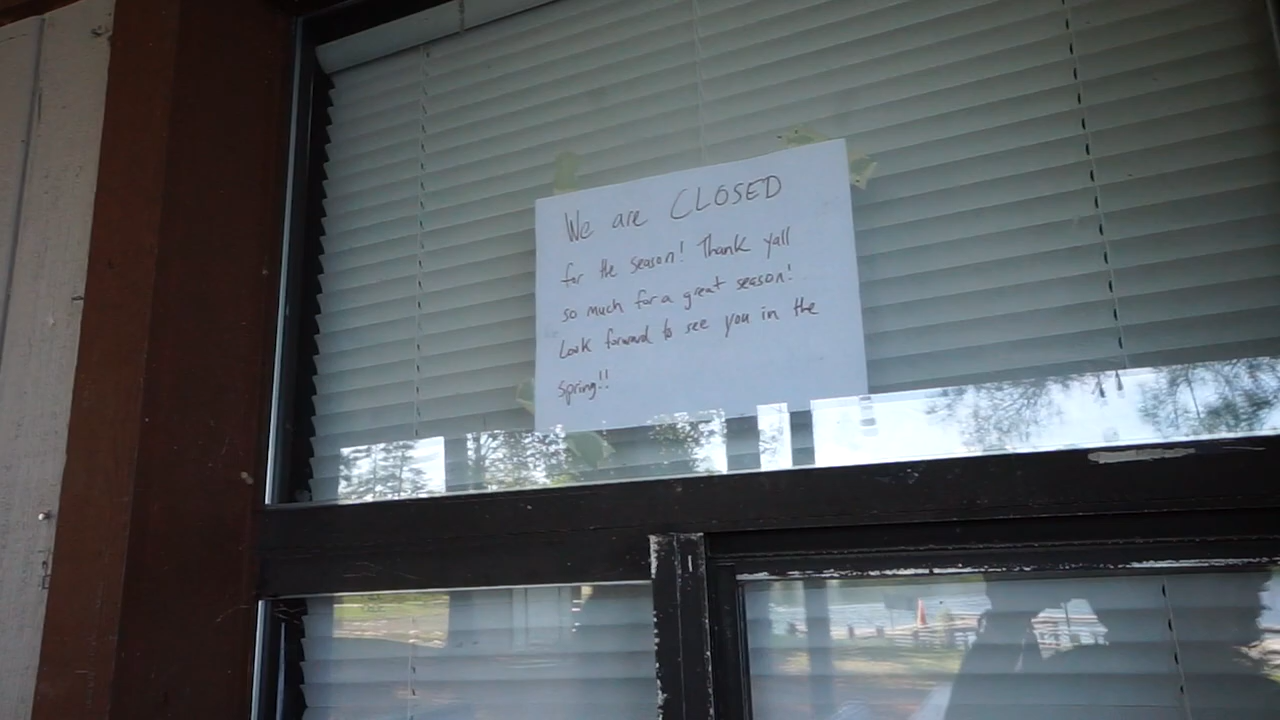 We are CLOSED
for the season! Thank yall
so much for a great season!
Look forward to see you in the
spring!!